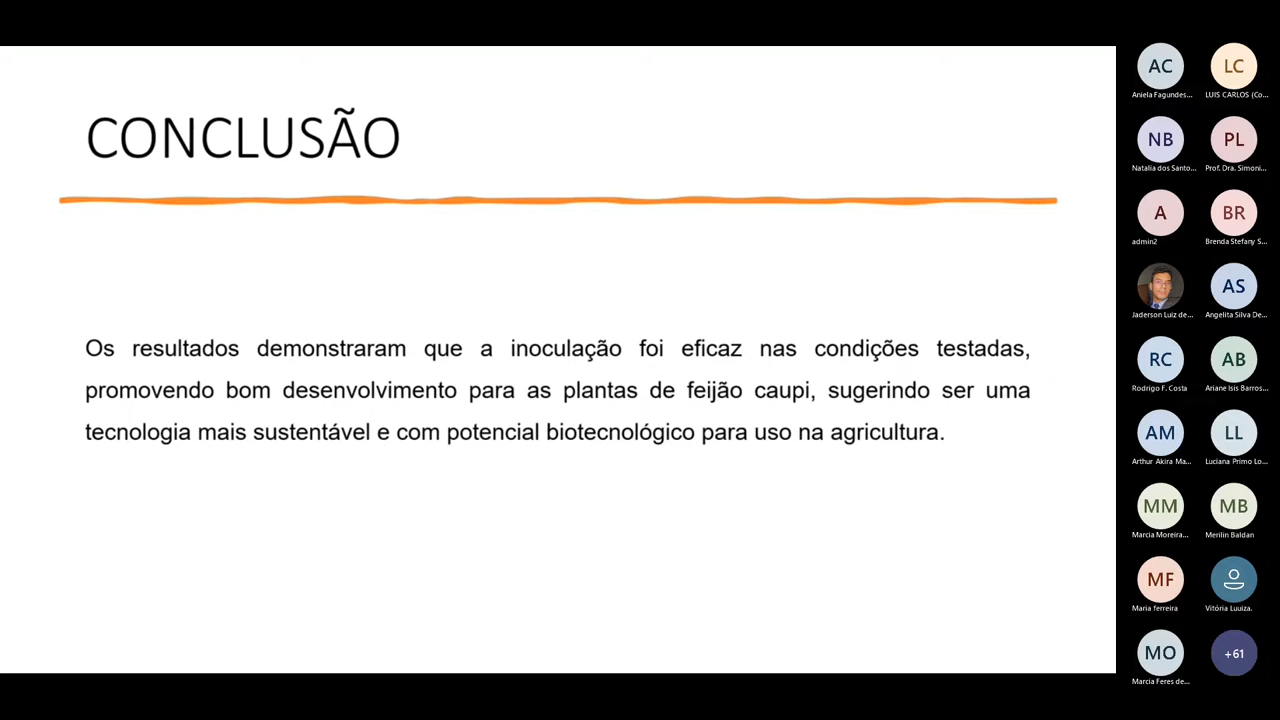 CONCLUSÃO
Os resultados demonstraram que a inoculação foi eficaz nas condições testadas,
promovendo bom desenvolvimento para as plantas de feijão caupi, sugerindo ser uma
tecnologia mais sustentável e com potencial biotecnológico para uso na agricultura.
AC
Aniela Fagundes...
LC
LUIS CARLOS (Co...
NB
Natalia dos Santo...
PL
Prof. Dra. Simoni...
A
admin2
BR
Brenda Stefany S...
Jaderson Luiz de...
AS
Angelita Silva De...
RC
Rodrigo F. Costa
AB
Ariane Isis Barros...
AM
Arthur Akira Ma...
LL
Luciana Primo Lo...
MM
Marcia Moreira...
MB
Merilin Baldan
MF
Maria ferreira
Vitória Luuiza.
MO
Marcia Feres de...
+61